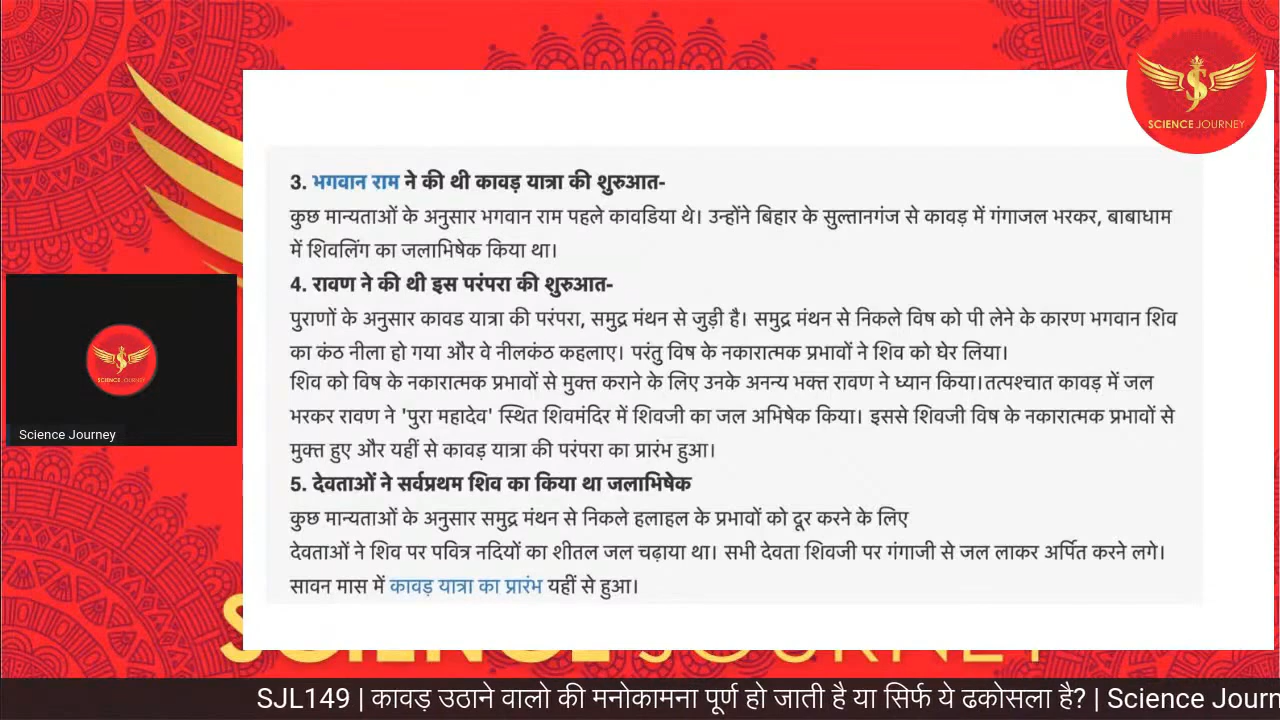 SCIENCE JOURNEY
3. भगवान राम ने की थी कावड़ यात्रा की शुरुआत-
कुछ मान्यताओं के अनुसार भगवान राम पहले कावडिया थे। उन्होंने बिहार के सुल्तानगंज से कावड़ में गंगाजल भरकर, बाबाधाम
में शिवलिंग का जलाभिषेक किया था।
4. रावण ने की थी इस परंपरा की शुरुआत-
पुराणों के अनुसार कावड यात्रा की परंपरा, समुद्र मंथन से जुड़ी है। समुद्र मंथन से निकले विष को पी लेने के कारण भगवान शिव
का कंठ नीला हो गया और वे नीलकंठ कहलाए। परंतु विष के नकारात्मक प्रभावों ने शिव को घेर लिया।
शिव को विष के नकारात्मक प्रभावों से मुक्त कराने के लिए उनके अनन्य भक्त रावण ने ध्यान किया।तत्पश्चात कावड़ में जल
भरकर रावण ने 'पुरा महादेव' स्थित शिवमंदिर में शिवजी का जल अभिषेक किया। इससे शिवजी विष के नकारात्मक प्रभावों से
मुक्त हुए और यहीं से कावड़ यात्रा की परंपरा का प्रारंभ हुआ।
5. देवताओं ने सर्वप्रथम शिव का किया था जलाभिषेक
कुछ मान्यताओं के अनुसार समुद्र मंथन से निकले हलाहल के प्रभावों को दूर करने के लिए
देवताओं ने शिव पर पवित्र नदियों का शीतल जल चढ़ाया था। सभी देवता शिवजी पर गंगाजी से जल लाकर अर्पित करने लगे।
सावन मास में कावड़ यात्रा का प्रारंभ यहीं से हुआ।
SCIENCE JOURNEY
Science Journey
SCIENCE JOURNEY
SJL149 | कावड़ उठाने वालो की मनोकामना पूर्ण हो जाती है या सिर्फ ये ढकोसला है? | Science Journ